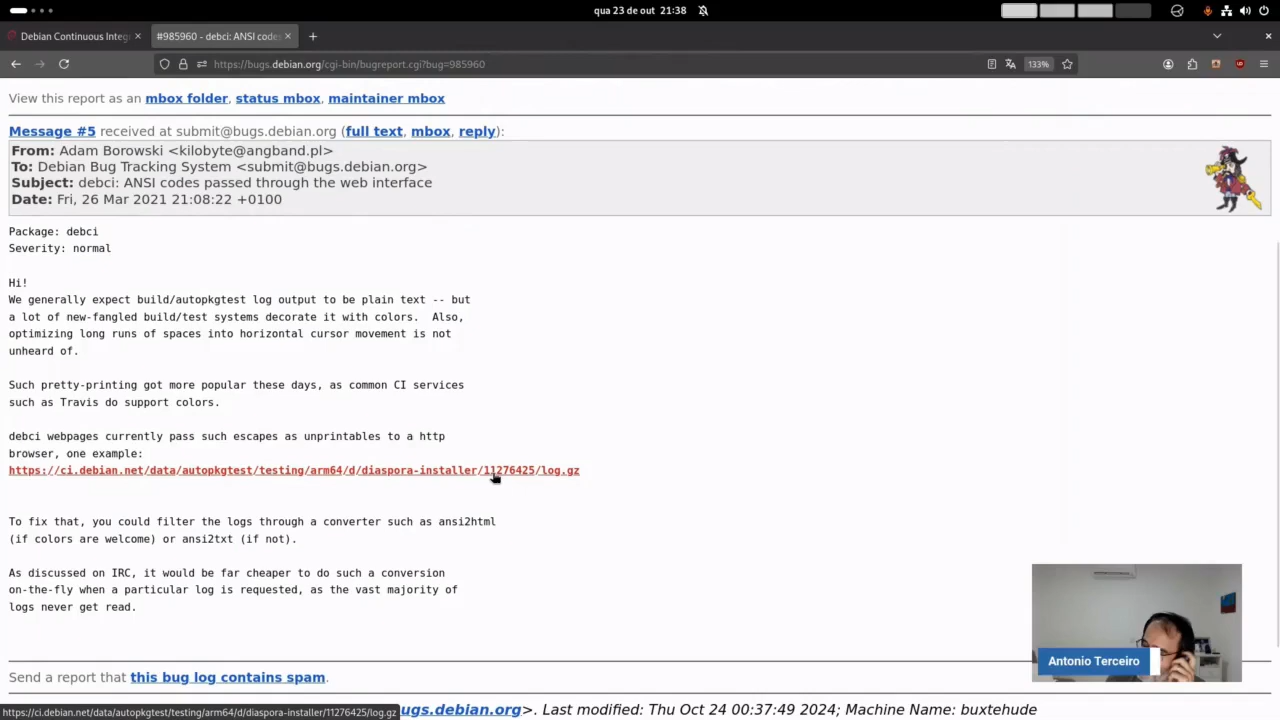 qua 23 de out 21:38
Debian Continuous Integ
#985960 - debci: ANSI codes
https://bugs.debian.org/cgi-bin/bugreport.cgi?bug=985960
133%
View this report as an mbox folder, status mbox, maintainer mbox
Message #5 received at submit@bugs.debian.org (full text, mbox, reply):
From: Adam Borowski <kilobyte@angband.pl>
To: Debian Bug Tracking System <submit@bugs.debian.org>
Subject: debci: ANSI codes passed through the web interface
Date: Fri, 26 Mar 2021 21:08:22 +0100
Package: debci
Severity: normal
Hi!
We generally expect build/autopkgtest log output to be plain text -- but
a lot of new-fangled build/test systems decorate it with colors.  Also,
optimizing long runs of spaces into horizontal cursor movement is not
unheard of.
Such pretty-printing got more popular these days, as common CI services
such as Travis do support colors.
debci webpages currently pass such escapes as unprintables to a http
browser, one example:
https://ci.debian.net/data/autopkgtest/testing/arm64/d/diaspora-installer/11276425/log.gz
To fix that, you could filter the logs through a converter such as ansi2html
(if colors are welcome) or ansi2txt (if not).
As discussed on IRC, it would be far cheaper to do such a conversion
on-the-fly when a particular log is requested, as the vast majority of
logs never get read.
Antonio Terceiro
Send a report that this bug log contains spam.
https://ci.debian.net/data/autopkgtest/testing/arm64/d/diaspora-installer/11276425/log.gz
ugs.debian.org>. Last modified: Thu Oct 24 00:37:49 2024; Machine Name: buxtehude